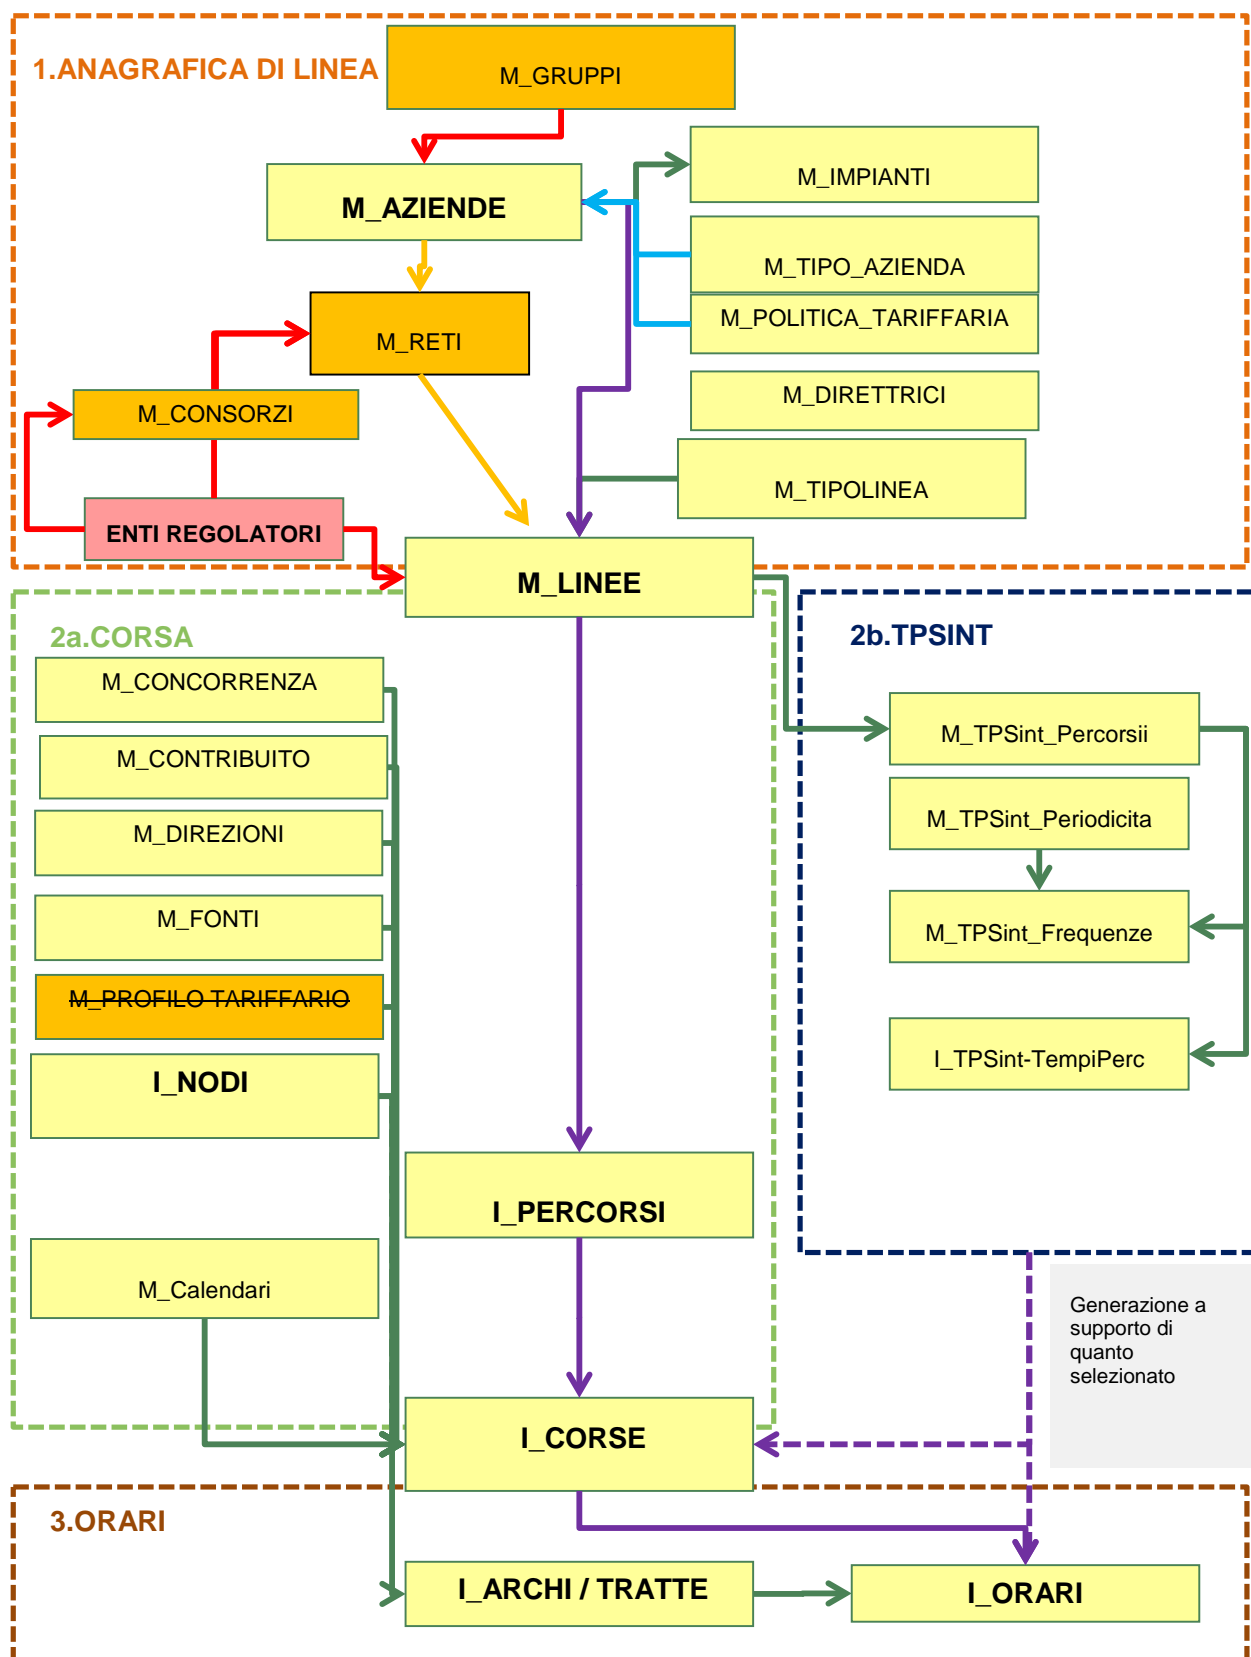 1.ANAGRAFICA DI LINEA
M_GRUPPI
M_AZIENDE
M_IMPIANTI
M_TIPO_AZIENDA
M_POLITICA_TARIFFARIA
M_RETI
M_DIRETTRICI
M_CONSORZI
M_TIPOLINEA
ENTI REGOLATORI
M_LINEE
2a.CORSA
2b.TPSINT
M_CONCORRENZA
M_CONTRIBUITO
M_DIREZIONI
M_FONTI
M_PROFILO TARIFFARIO
I_NODI
M_TPSint_Percorsii
M_TPSint_Periodicita
M_TPSint_Frequenze
I_TPSint-TempiPerc
I_PERCORSI
M_Calendari
Generazione a
supporto di
quanto
selezionato
I_CORSE
3.ORARI
I_ARCHI / TRATTE
I_ORARI